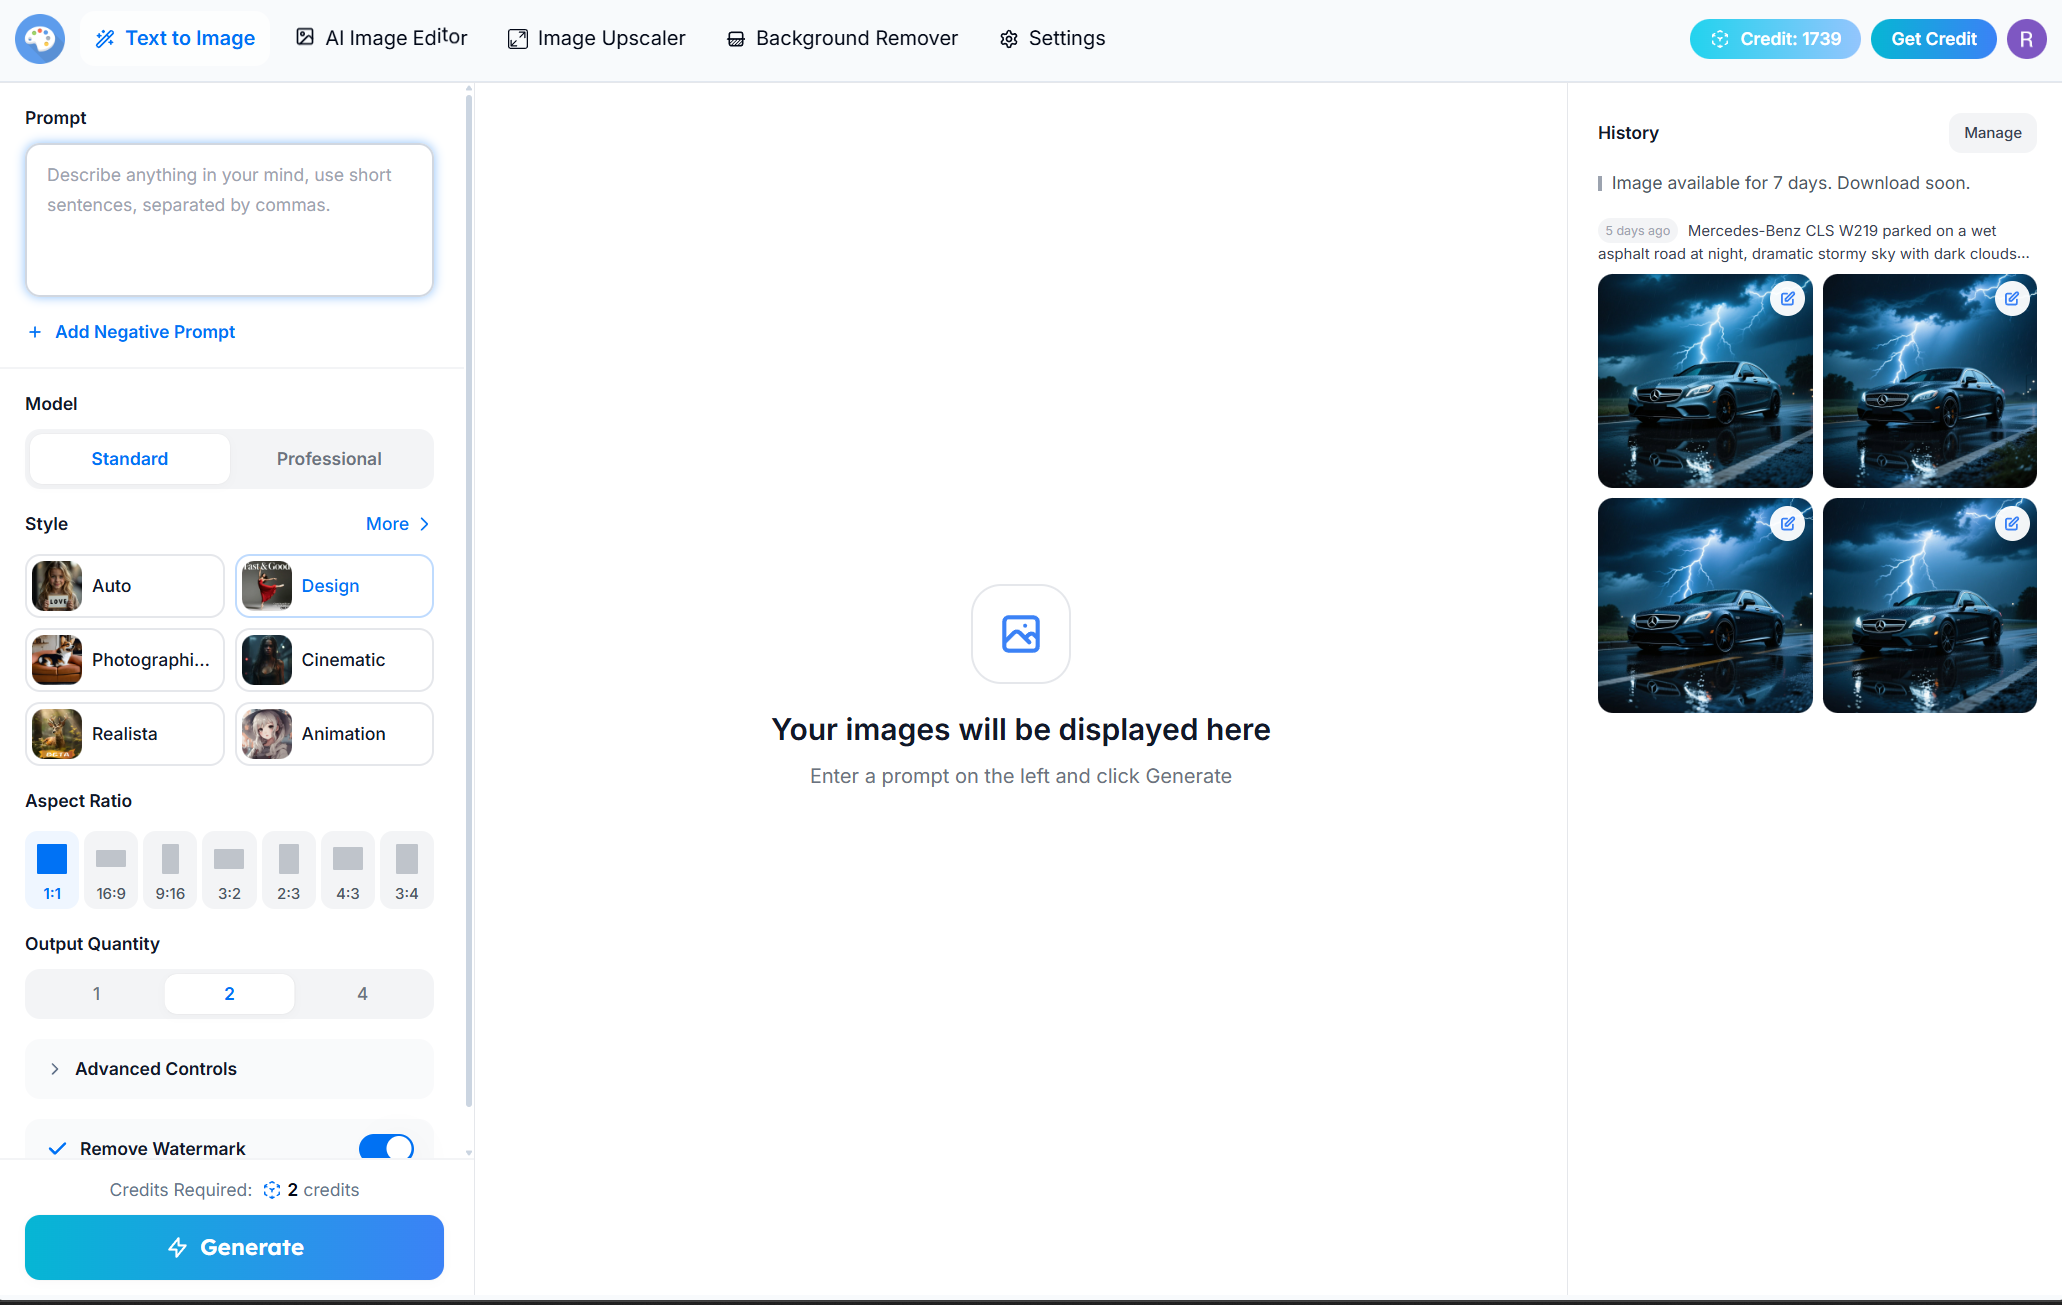 Text to Image
AI Image Editor
Image Upscaler
Background Remover
Settings
Credit: 1739
Get Credit
R
Prompt
Describe anything in your mind, use short
sentences, separated by commas.
+ Add Negative Prompt
Model
Standard
Professional
Style
More
Auto
Design
Photographi...
Cinematic
Realista
Animation
Aspect Ratio
1:1
16:9
9:16
3:2
2:3
4:3
3:4
Output Quantity
1
2
4
Advanced Controls
Remove Watermark
Credits Required: 2 credits
Generate
Your images will be displayed here
Enter a prompt on the left and click Generate
History
Manage
Image available for 7 days. Download soon.
5 days ago Mercedes-Benz CLS W219 parked on a wet
asphalt road at night, dramatic stormy sky with dark clouds...